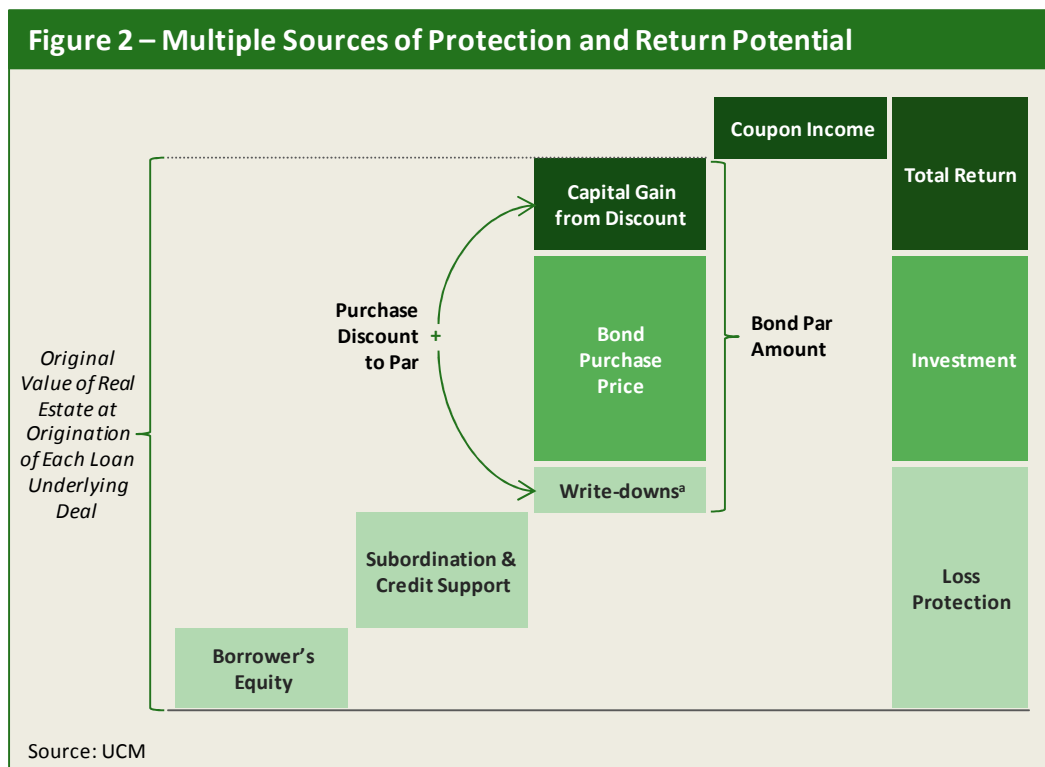 Figure 2 – Multiple Sources of Protection and Return Potential
Coupon Income
Total Return
Capital Gain
from Discount
Purchase
Discount +
to Par
Bond
Purchase
Price
Bond Par
Amount
Investment
Original
Value of Real
Estate at
Origination
of Each Loan
Underlying
Deal
Write-downsᵃ
Subordination &
Credit Support
Loss
Protection
Borrower’s
Equity
Source: UCM